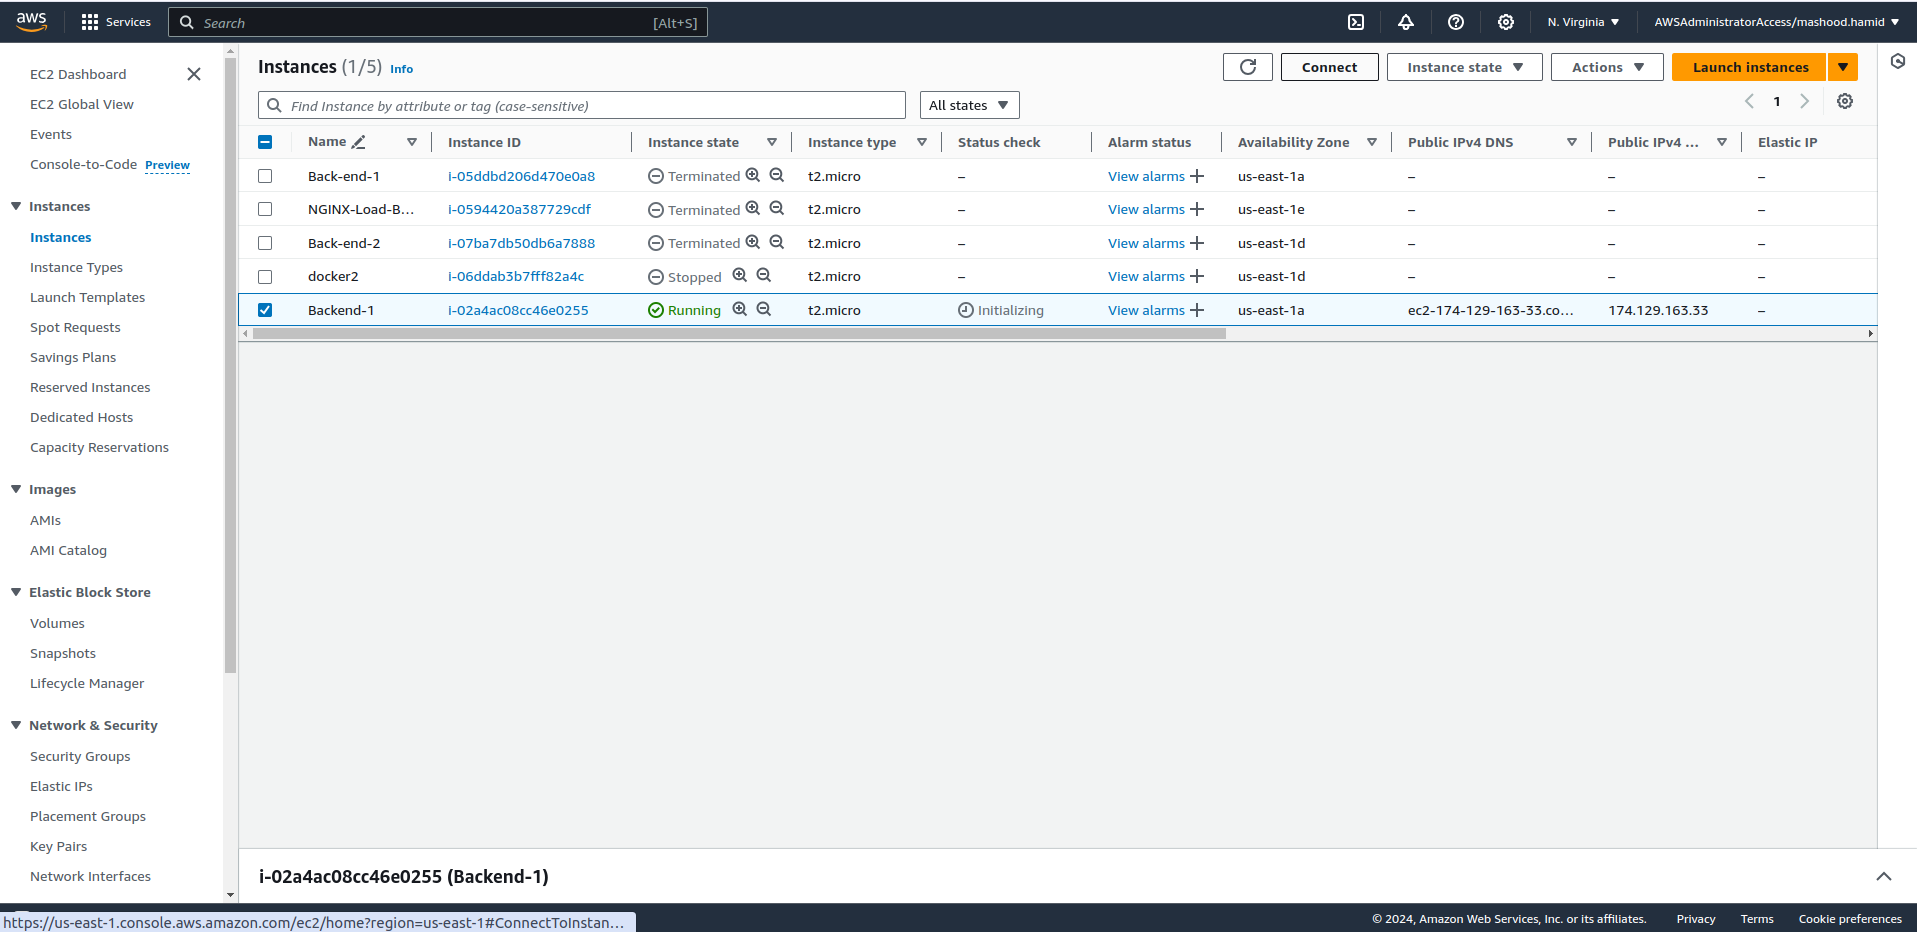 aws Services Search [Alt+S] N. Virginia AWSAdministratorAccess/mashood.hamid
EC2 Dashboard
EC2 Global View
Events
Console-to-Code Preview
Instances
Instances
Instance Types
Launch Templates
Spot Requests
Savings Plans
Reserved Instances
Dedicated Hosts
Capacity Reservations
Images
AMIs
AMI Catalog
Elastic Block Store
Volumes
Snapshots
Lifecycle Manager
Network & Security
Security Groups
Elastic IPs
Placement Groups
Key Pairs
Network Interfaces
Instances (1/5) Info Connect Instance state Actions Launch instances
Find Instance by attribute or tag (case-sensitive) All states 1
Name Instance ID Instance state Instance type Status check Alarm status Availability Zone Public IPv4 DNS Public IPv4 ... Elastic IP
Back-end-1 i-05ddbd206d470e0a8 Terminated t2.micro – View alarms + us-east-1a – – –
NGINX-Load-B... i-0594420a387729cdf Terminated t2.micro – View alarms + us-east-1e – – –
Back-end-2 i-07ba7db50db6a7888 Terminated t2.micro – View alarms + us-east-1d – – –
docker2 i-06ddab3b7fff82a4c Stopped t2.micro – View alarms + us-east-1d – – –
Backend-1 i-02a4ac08cc46e0255 Running t2.micro Initializing View alarms + us-east-1a ec2-174-129-163-33.co... 174.129.163.33 –
i-02a4ac08cc46e0255 (Backend-1)
https://us-east-1.console.aws.amazon.com/ec2/home?region=us-east-1#ConnectToInstan... © 2024, Amazon Web Services, Inc. or its affiliates. Privacy Terms Cookie preferences